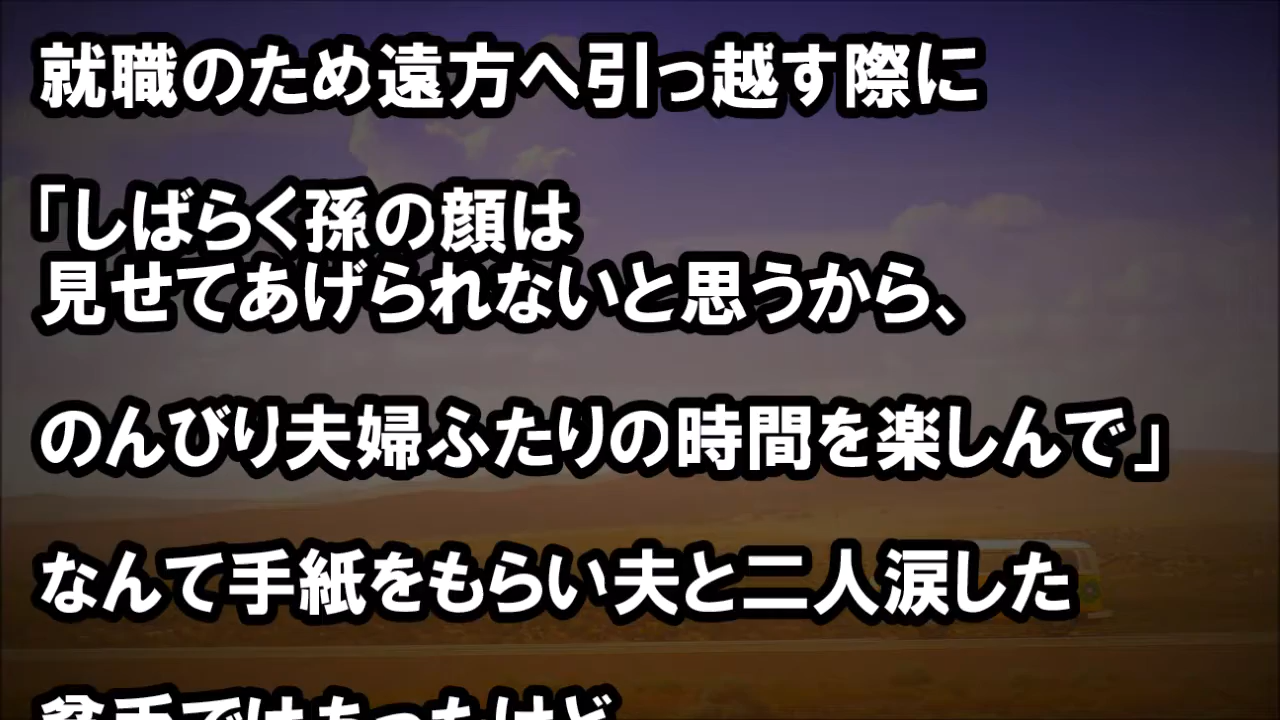 就職のため遠方へ引っ越す際に
「しばらく孫の顔は
見せてあげられないと思うから、
のんびり夫婦ふたりの時間を楽しんで」
なんて手紙をもらい夫と二人涙した